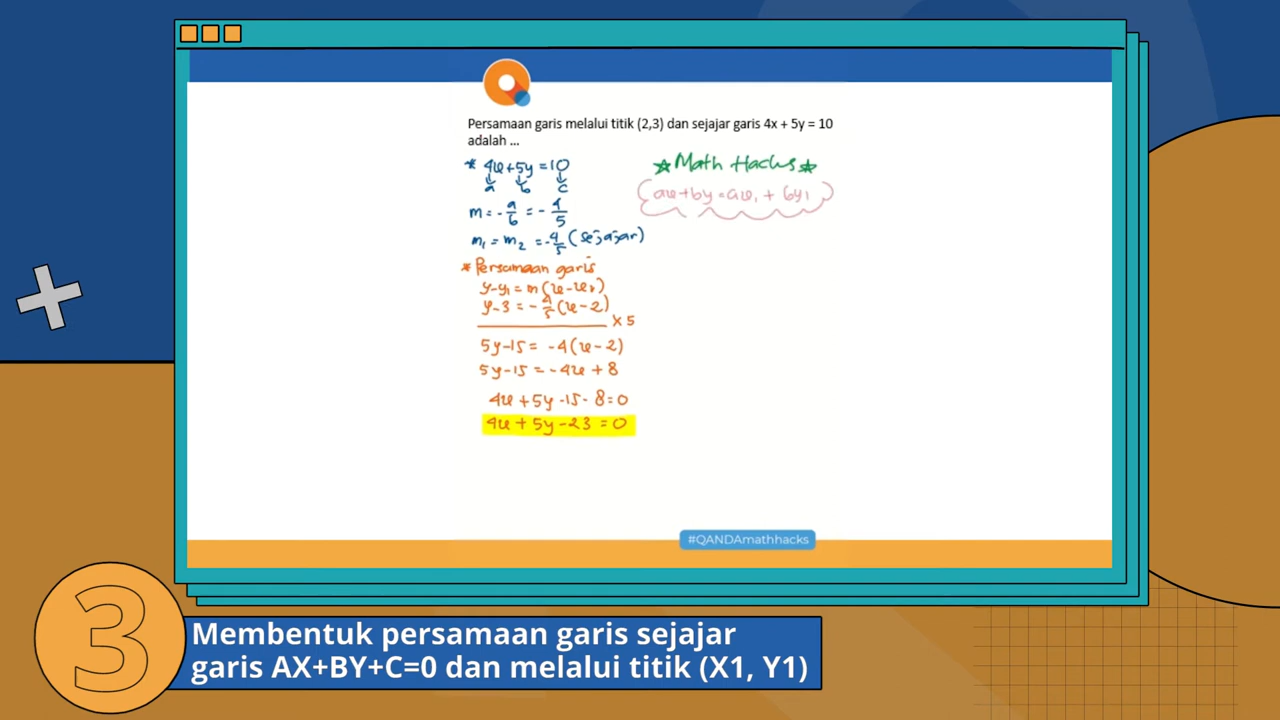 Persamaan garis melalui titik (2,3) dan sejajar garis 4x + 5y = 10
adalah ...
* 4x+5y = 10
a b c
m = - a/b = - 4/5
m₁ = m₂ = -4/5 (sejajar)
* Persamaan garis
y-y₁ = m(x-x₁)
y-3 = - 4/5 (x-2)
x 5
5y-15 = -4(x-2)
5y-15 = -4x + 8
4x + 5y -15 - 8 = 0
4x + 5y - 23 = 0
☆ Math Hacks ☆
ax+by = ax₁ + by₁
#QANDAmathhacks
3
Membentuk persamaan garis sejajar
garis AX+BY+C=0 dan melalui titik (X1, Y1)